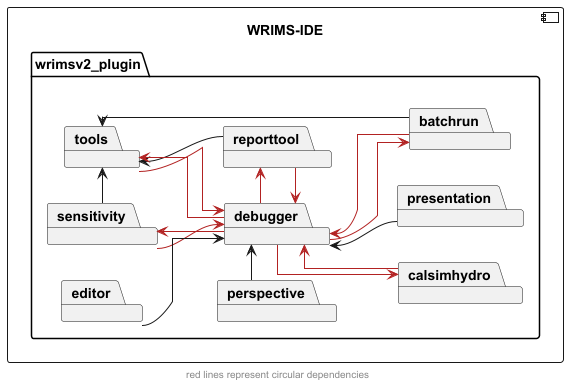 WRIMS-IDE
wrimsv2_plugin
batchrun
tools
reporttool
presentation
sensitivity
debugger
calsimhydro
editor
perspective
red lines represent circular dependencies